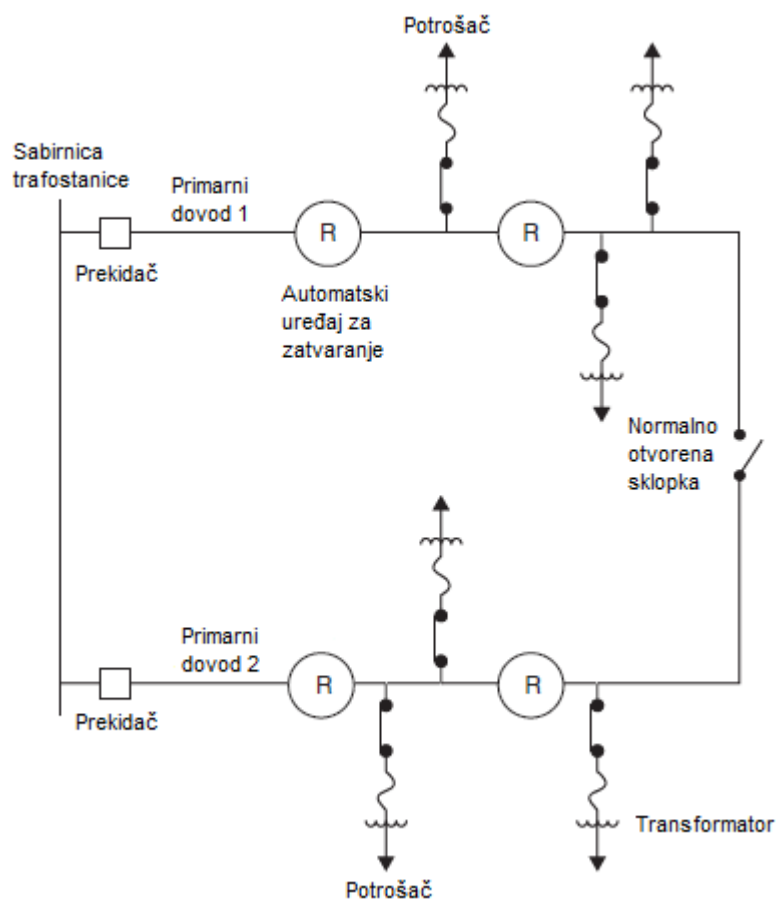 Potrošač
Sabirnica
trafostanice
Primarni
dovod 1
Prekidač
R
R
Automatski
uređaj za
zatvaranje
Normalno
otvorena
sklopka
Primarni
dovod 2
Prekidač
R
R
Transformator
Potrošač